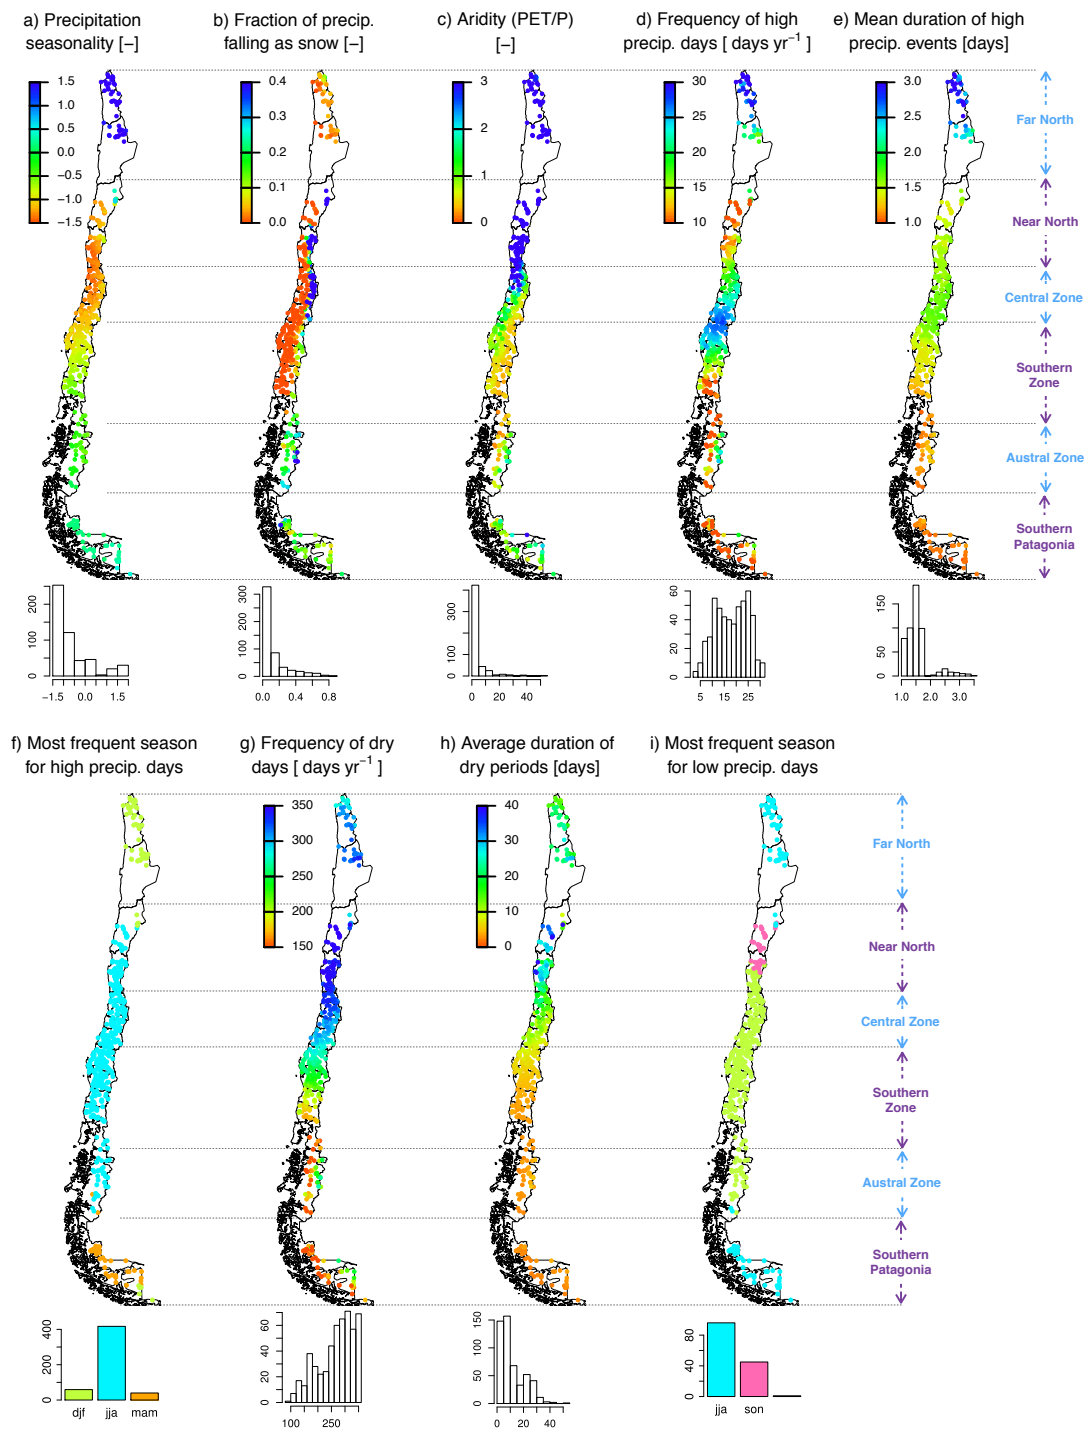 a) Precipitation
seasonality [−]
b) Fraction of precip.
falling as snow [−]
c) Aridity (PET/P)
[−]
d) Frequency of high
precip. days [ days yr−1 ]
e) Mean duration of high
precip. events [days]
1.5
1.0
0.5
0.0
−0.5
−1.0
−1.5
0.4
0.3
0.2
0.1
0.0
3
2
1
0
30
25
20
15
10
3.0
2.5
2.0
1.5
1.0
Far North
Near North
Central Zone
Southern
Zone
Austral Zone
Southern
Patagonia
0 100 200
−1.5 0.0 1.5
0 100 200 300
0.0 0.4 0.8
0 200 400
0 20 40
0 20 40 60
5 15 25
0 50 150
1.0 2.0 3.0
f) Most frequent season
for high precip. days
g) Frequency of dry
days [ days yr−1 ]
h) Average duration of
dry periods [days]
i) Most frequent season
for low precip. days
350
300
250
200
150
40
30
20
10
0
Far North
Near North
Central Zone
Southern
Zone
Austral Zone
Southern
Patagonia
0 200 400
djf jja mam
0 20 40 60
100 250
0 50 100 150
0 20 40
0 40 80
jja son